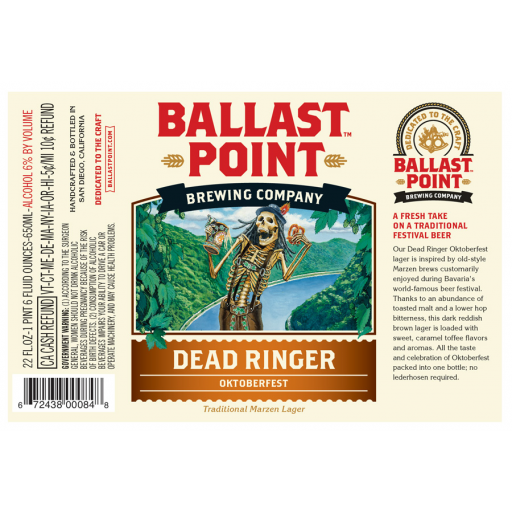 22 FL.OZ.-1 PINT (6 FLUID OUNCES-650ML-ALCOHOL 6% BY VOLUME
CA CASH REFUND VT-CT-ME-DE-MA-NY-IA-OR-HI-5¢/MI 10¢ REFUND
GOVERNMENT WARNING: (1) ACCORDING TO THE SURGEON
GENERAL, WOMEN SHOULD NOT DRINK ALCOHOLIC
BEVERAGES DURING PREGNANCY BECAUSE OF THE RISK
OF BIRTH DEFECTS. (2) CONSUMPTION OF ALCOHOLIC
BEVERAGES IMPAIRS YOUR ABILITY TO DRIVE A CAR OR
OPERATE MACHINERY, AND MAY CAUSE HEALTH PROBLEMS.
HANDCRAFTED & BOTTLED IN
SAN DIEGO, CALIFORNIA
DEDICATED TO THE CRAFT
BALLASTPOINT.COM
6 72438 00084 8
BALLAST
POINT™
BREWING COMPANY
DEAD RINGER
OKTOBERFEST
Traditional Marzen Lager
DEDICATED TO THE CRAFT
BALLAST
POINT™
BREWING COMPANY
A FRESH TAKE
ON A TRADITIONAL
FESTIVAL BEER
Our Dead Ringer Oktoberfest
lager is inspired by old-style
Marzen brews customarily
enjoyed during Bavaria's
world-famous beer festival.
Thanks to an abundance of
toasted malt and a lower hop
bitterness, this dark reddish
brown lager is loaded with
sweet, caramel toffee flavors
and aromas. All the taste
and celebration of Oktoberfest
packed into one bottle; no
lederhosen required.